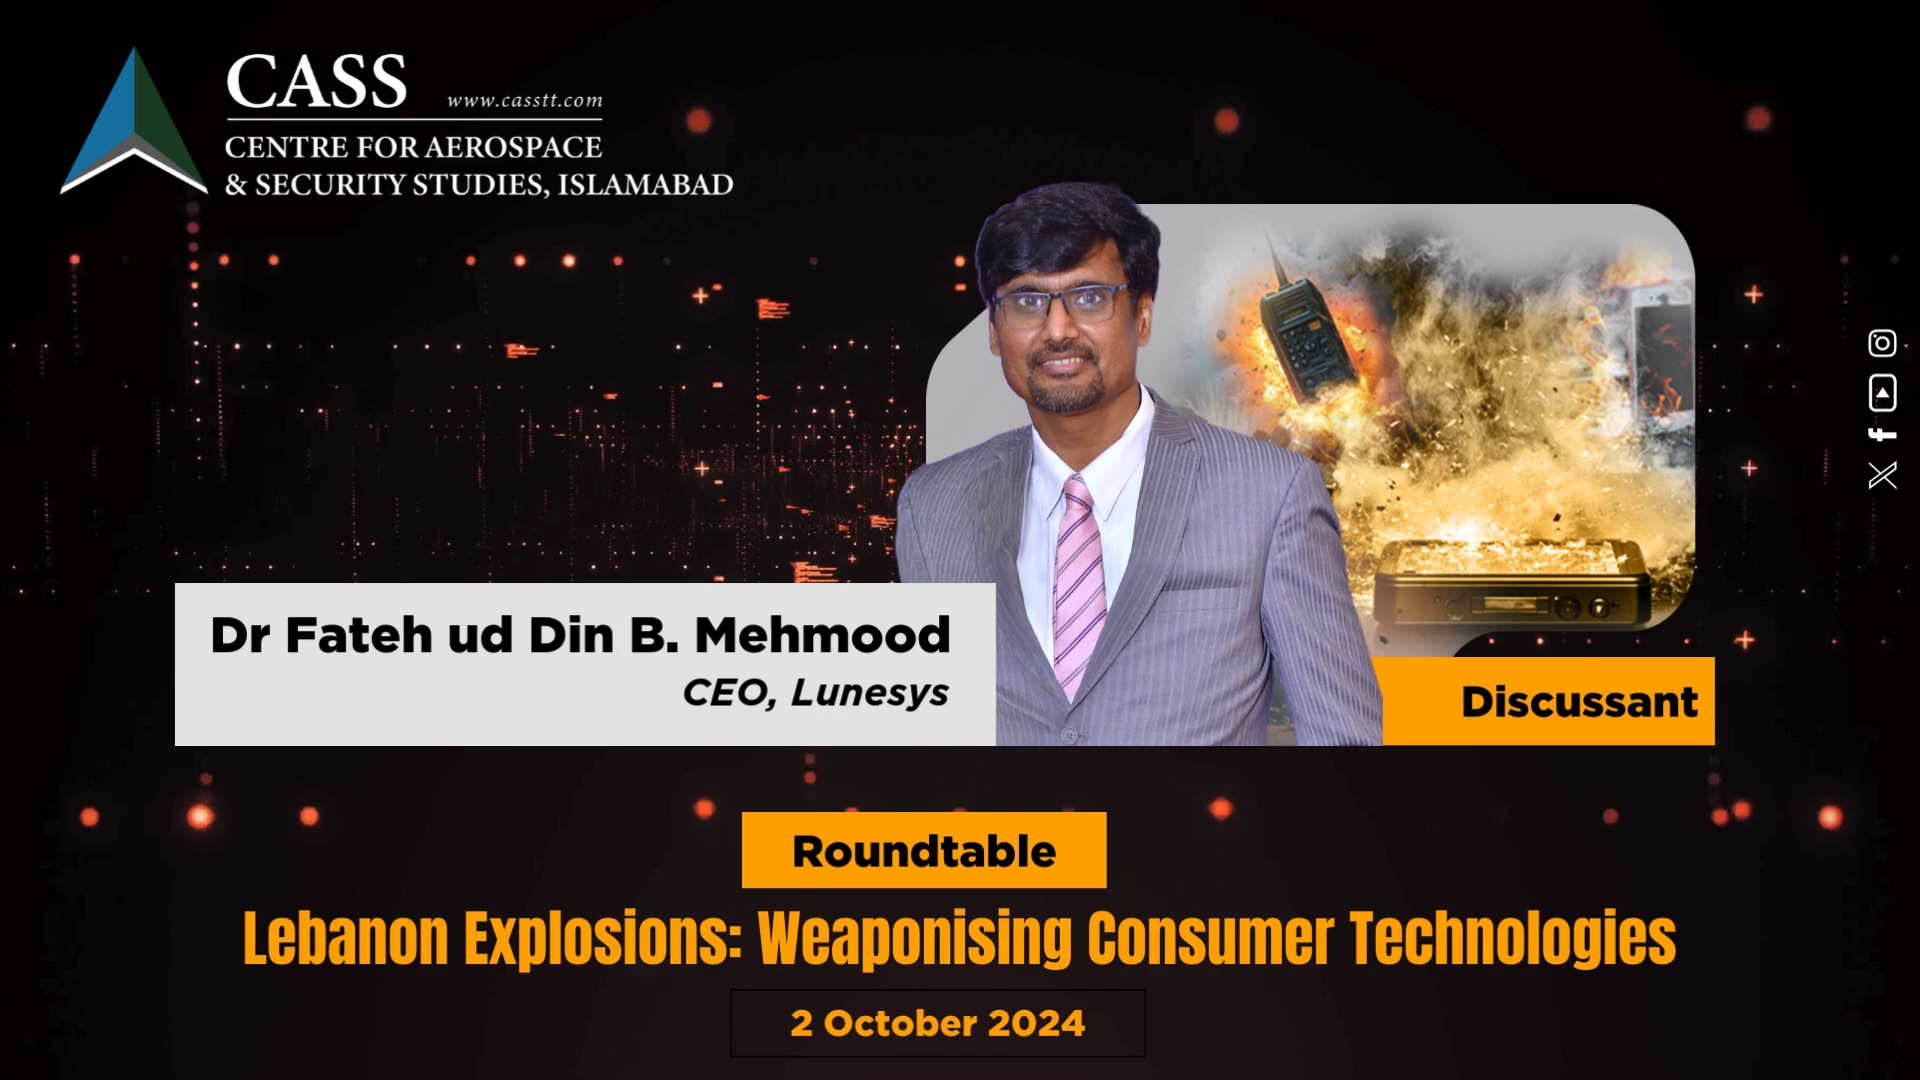 CASS www.casstt.com
CENTRE FOR AEROSPACE
& SECURITY STUDIES, ISLAMABAD
Dr Fateh ud Din B. Mehmood
CEO, Lunesys
Discussant
Roundtable
Lebanon Explosions: Weaponising Consumer Technologies
2 October 2024